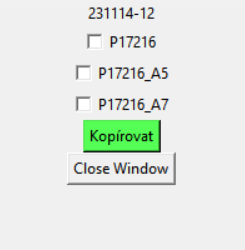 231114-12
P17216
P17216_A5
P17216_A7
Kopírovat
Close Window